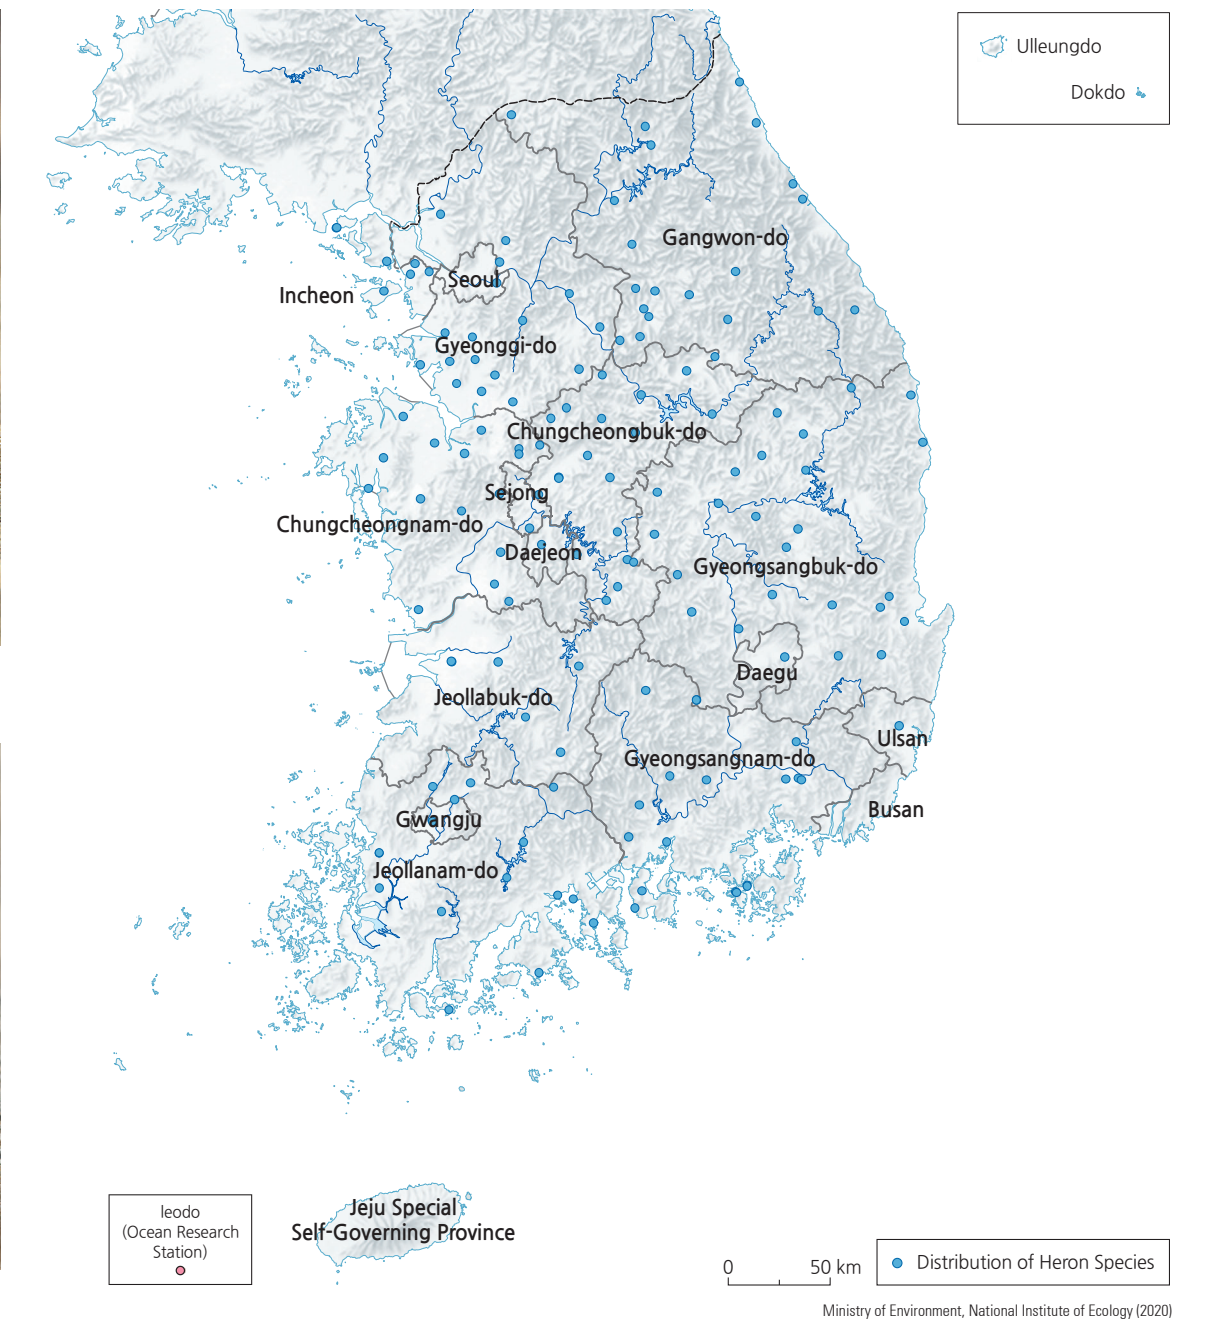 Ulleungdo
Dokdo
Gangwon-do
Seoul
Incheon
Gyeonggi-do
Chungcheongbuk-do
Sejong
Chungcheongnam-do
Daejeon
Gyeongsangbuk-do
Daegu
Jeollabuk-do
Ulsan
Gyeongsangnam-do
Busan
Gwangju
Jeollanam-do
Jeju Special
Self-Governing Province
Ieodo
(Ocean Research
Station)
0 50 km
Distribution of Heron Species
Ministry of Environment, National Institute of Ecology (2020)